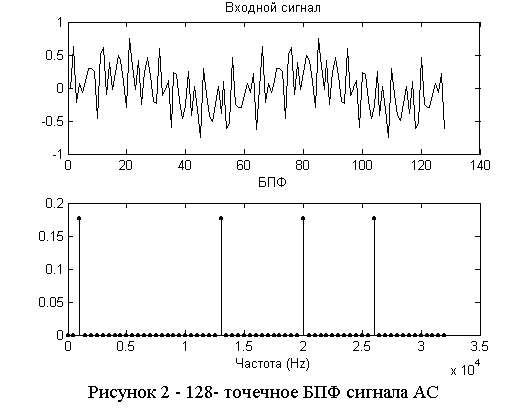 Входной сигнал
1
0.5
0
-0.5
-1
0 20 40 60 80 100 120 140
БПФ
0.2
0.15
0.1
0.05
0
0 0.5 1 1.5 2 2.5 3 3.5
Частота (Hz)
x 10^4
Рисунок 2 - 128- точечное БПФ сигнала АС